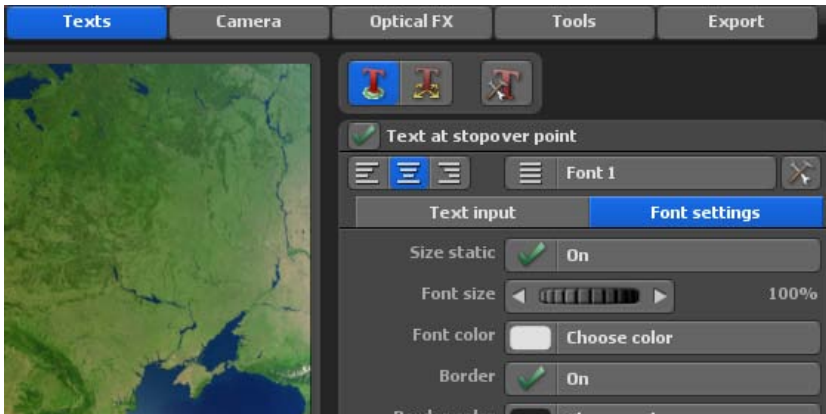 Texts Camera Optical FX Tools Export
Text at stopover point
Font 1
Text input Font settings
Size static On
Font size 100%
Font color Choose color
Border On